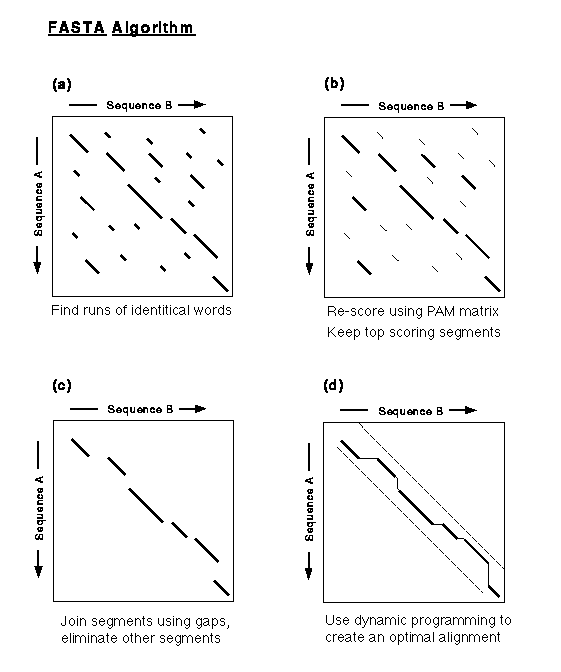 FASTA Algorithm
(a)
Sequence B
Sequence A
Find runs of identitical words
(b)
Sequence B
Sequence A
Re-score using PAM matrix
Keep top scoring segments
(c)
Sequence B
Sequence A
Join segments using gaps,
eliminate other segments
(d)
Sequence B
Sequence A
Use dynamic programming to
create an optimal alignment